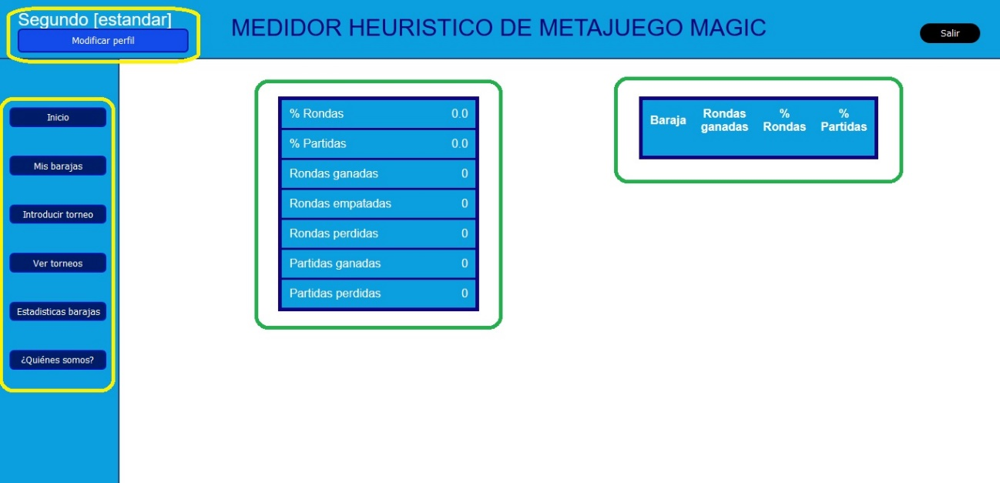 Segundo [estandar]
Modificar perfil
MEDIDOR HEURISTICO DE METAJUEGO MAGIC
Salir
Inicio
Mis barajas
Introducir torneo
Ver torneos
Estadisticas barajas
¿Quiénes somos?
% Rondas 0.0
% Partidas 0.0
Rondas ganadas 0
Rondas empatadas 0
Rondas perdidas 0
Partidas ganadas 0
Partidas perdidas 0
Baraja Rondas ganadas % Rondas % Partidas